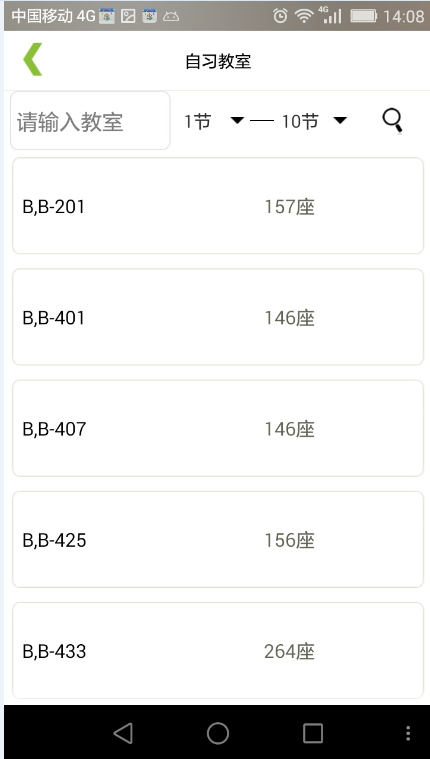 中国移动 4G 4G 14:08
自习教室
请输入教室 1节 — 10节
B,B-201 157座
B,B-401 146座
B,B-407 146座
B,B-425 156座
B,B-433 264座